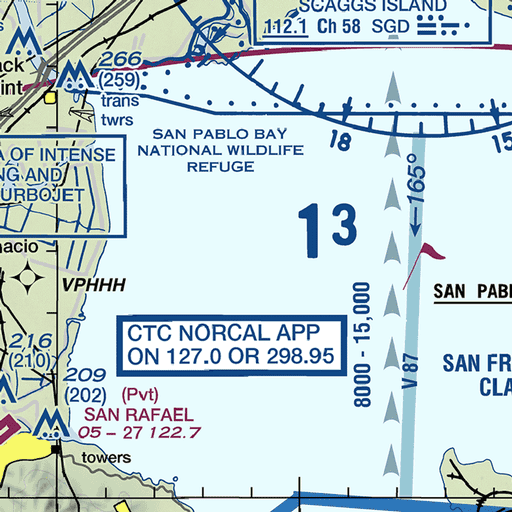 SCAGGS ISLAND
112.1 Ch 58 SGD
266
(259)
trans
twrs
ack
int
SAN PABLO BAY
NATIONAL WILDLIFE
REFUGE
18
15
A OF INTENSE
NG AND
URBOJET
165°
13
nacio
VPHHH
SAN PABL
8000 - 15,000
V 87
CTC NORCAL APP
ON 127.0 OR 298.95
SAN FR
CLA
216
(210)
209
(202)
(Pvt)
SAN RAFAEL
05 - 27 122.7
towers